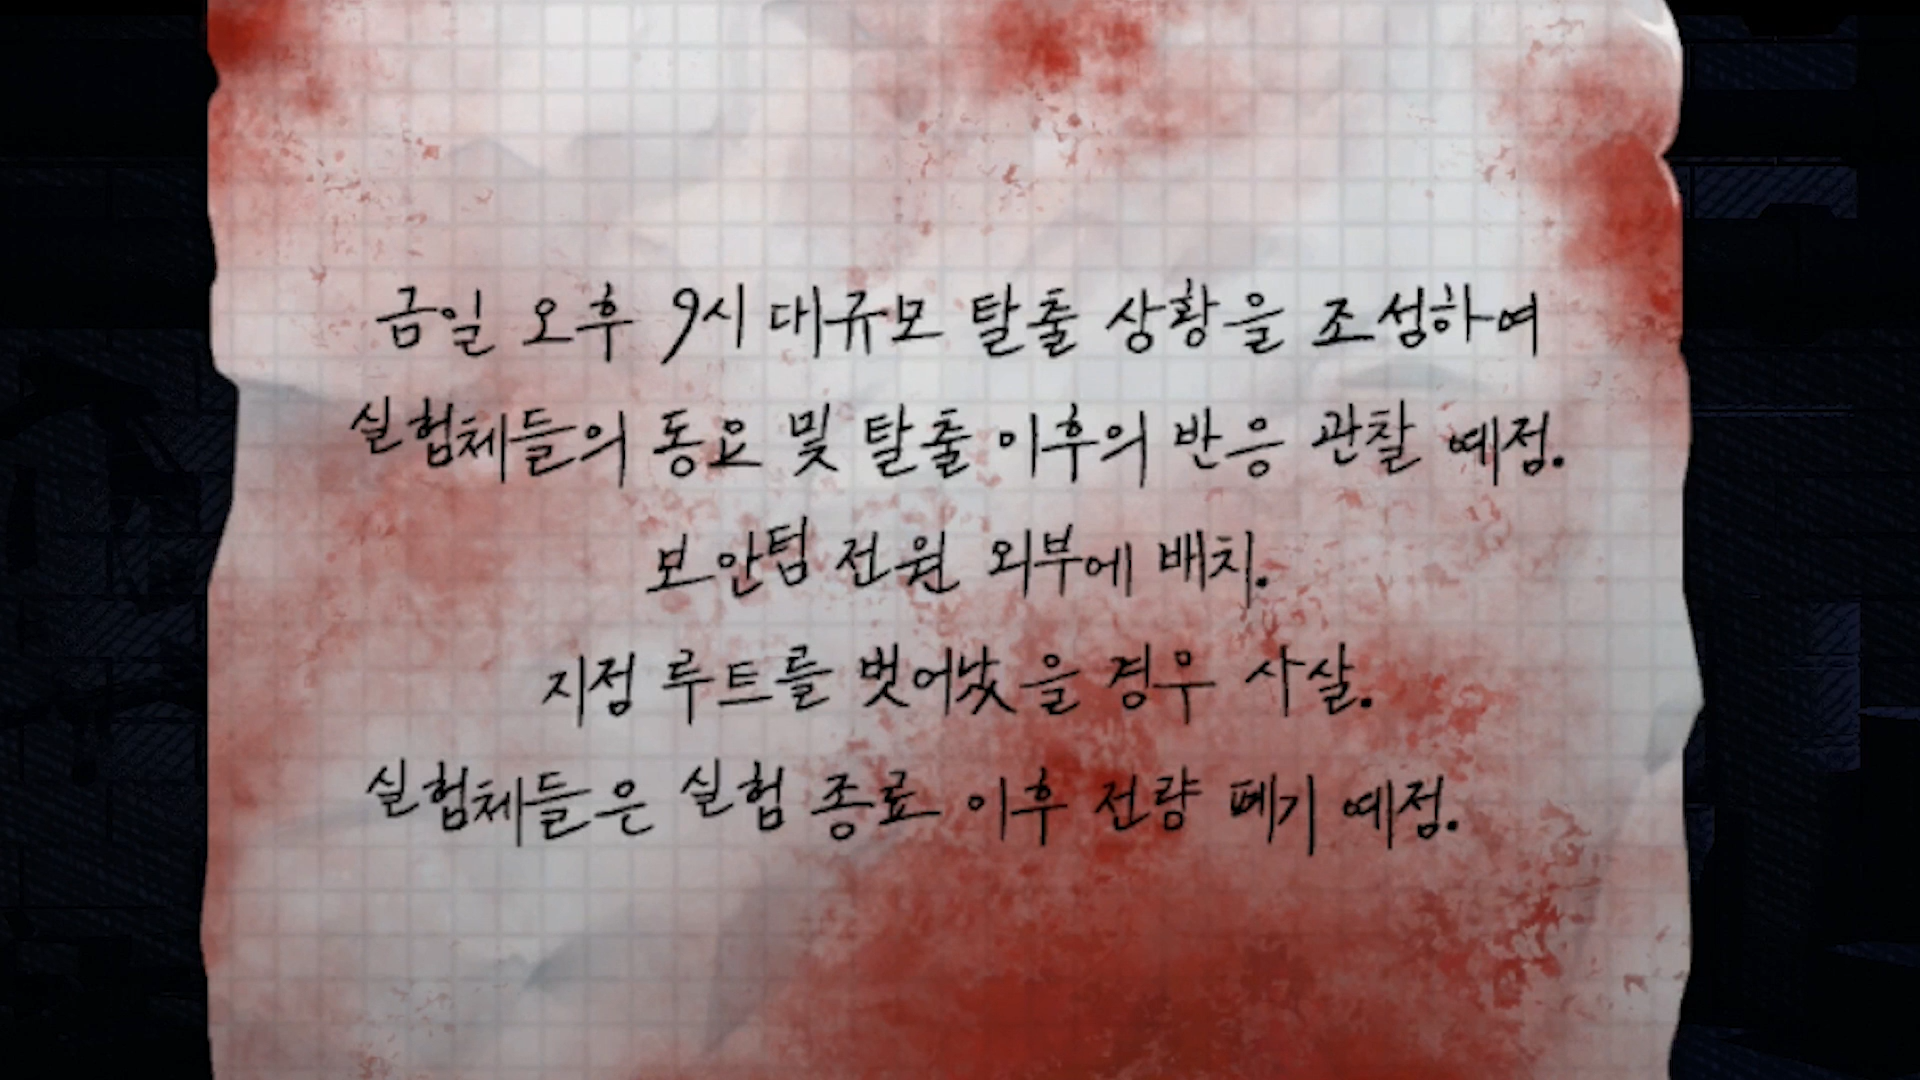 금일 오후 9시 대규모 탈출 상황을 조성하여
실험체들의 동요 및 탈출 이후의 반응 관찰 예정.
보안팀 전원 외부에 배치.
지정 루트를 벗어났을 경우 사살.
실험체들은 실험 종료 이후 전량 폐기 예정.